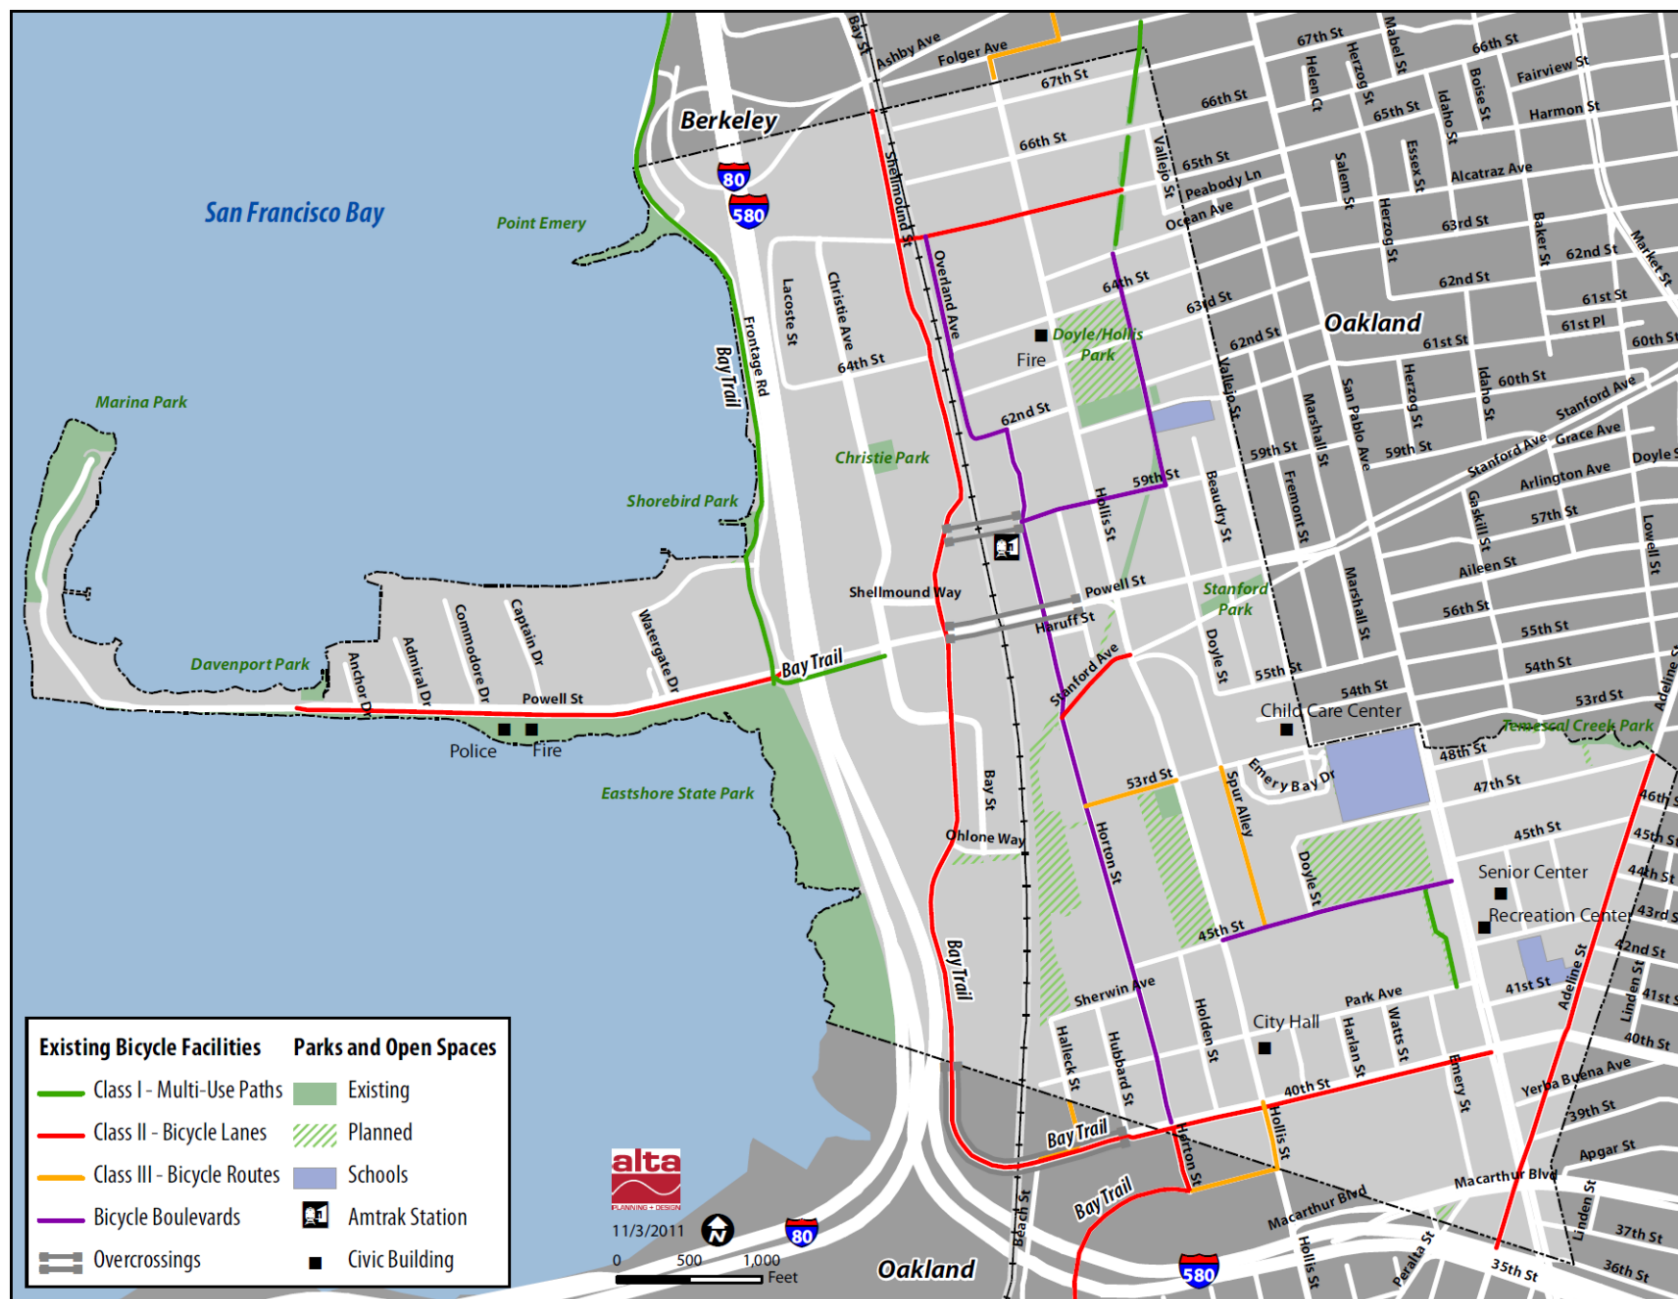 Bay St
Ashby Ave
Folger Ave
67th St
67th St
Mabel St
66th St
Herzog St
Helen Ct
Fairview St
Boise St
Idaho St
Harmon St
Berkeley
66th St
66th St
65th St
Essex St
Vallejo St
65th St
Peabody Ln
Salem St
Alcatraz Ave
80
580
San Francisco Bay
Point Emery
Shellmound St
Ocean Ave
Herzog St
63rd St
Baker St
Market St
62nd St
62nd St
Overland Ave
64th St
63rd St
Lacoste St
Christie Ave
61st St
61st Pl
Oakland
Frontage Rd
Bay Trail
Fire
Doyle/Hollis
Park
62nd St
61st St
60th St
64th St
Vallejo St
San Pablo Ave
Herzog St
Idaho St
60th St
Stanford Ave
Marina Park
62nd St
Marshall St
Christie Park
59th St
59th St
Stanford Ave
Grace Ave
Arlington Ave
Doyle S
Shorebird Park
59th St
Hollis St
Beaudry St
Fremont St
Gaskill St
57th St
Lowell St
Aileen St
Shellmound Way
Powell St
Haruff St
Stanford
Park
Marshall St
56th St
55th St
Captain Dr
Commodore Dr
Admiral Dr
Anchor Dr
Watergate Dr
Davenport Park
Bay Trail
Stanford Ave
Doyle St
55th St
54th St
54th St
53rd St
Adeline St
Powell St
Police
Fire
Child Care Center
Temescal Creek Park
48th St
47th St
Eastshore State Park
Bay St
53rd St
Spur Alley
Emery Bay Dr
46th S
Ohlone Way
Horton St
Doyle St
45th St
45th St
44th St
Senior Center
43rd S
Recreation Center
45th St
42nd St
Bay Trail
Sherwin Ave
Park Ave
41st St
Adeline St
Linden St
41st S
Halleck St
Hubbard St
Holden St
City Hall
Harlan St
Watts St
40th St
Emery St
40th St
Yerba Buena Ave
39th St
Bay Trail
Horton St
Hollis St
Apgar St
Macarthur Blvd
Macarthur Blvd
Bay Trail
Beach St
Linden St
37th St
36th St
35th St
Peralta St
Hollis St
580
80
Oakland
Existing Bicycle Facilities
Class I - Multi-Use Paths
Class II - Bicycle Lanes
Class III - Bicycle Routes
Bicycle Boulevards
Overcrossings
Parks and Open Spaces
Existing
Planned
Schools
Amtrak Station
Civic Building
alta
PLANNING + DESIGN
11/3/2011
N
0 500 1,000
Feet